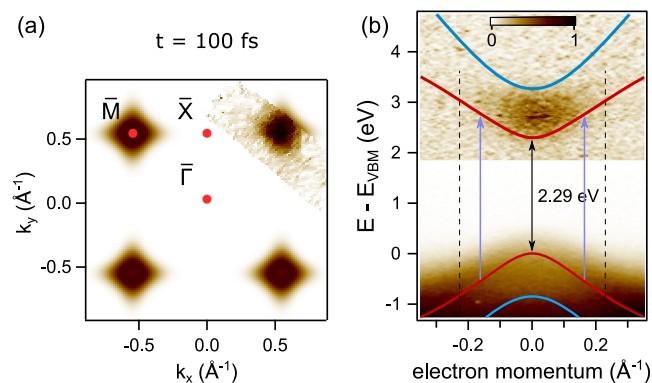 (a)
t = 100 fs
M̄
X̄
Γ̄
0.5
0.0
-0.5
k_y (Å⁻¹)
-0.5
0.0
0.5
k_x (Å⁻¹)
(b)
0
1
4
3
2
1
0
-1
E - E_VBM (eV)
2.29 eV
-0.2
0.0
0.2
electron momentum (Å⁻¹)